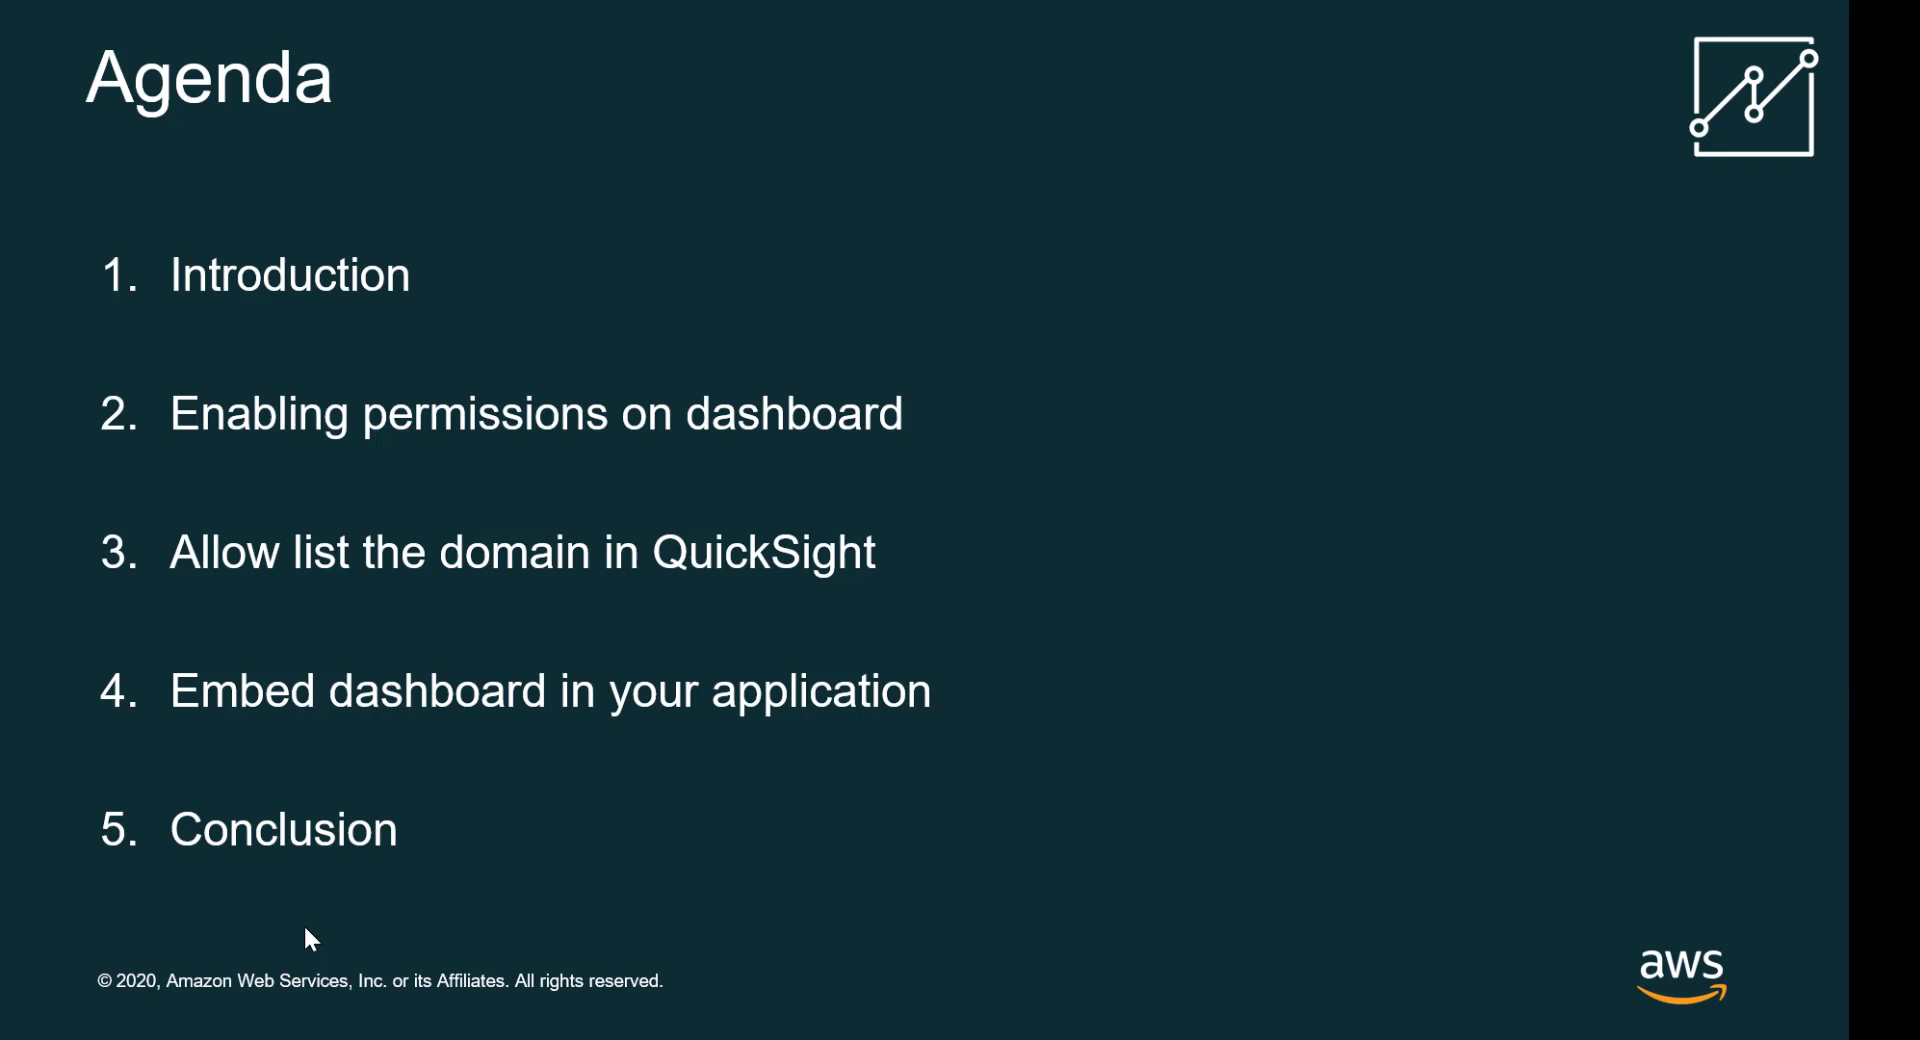 Agenda
1. Introduction
2. Enabling permissions on dashboard
3. Allow list the domain in QuickSight
4. Embed dashboard in your application
5. Conclusion
© 2020, Amazon Web Services, Inc. or its Affiliates. All rights reserved.
aws